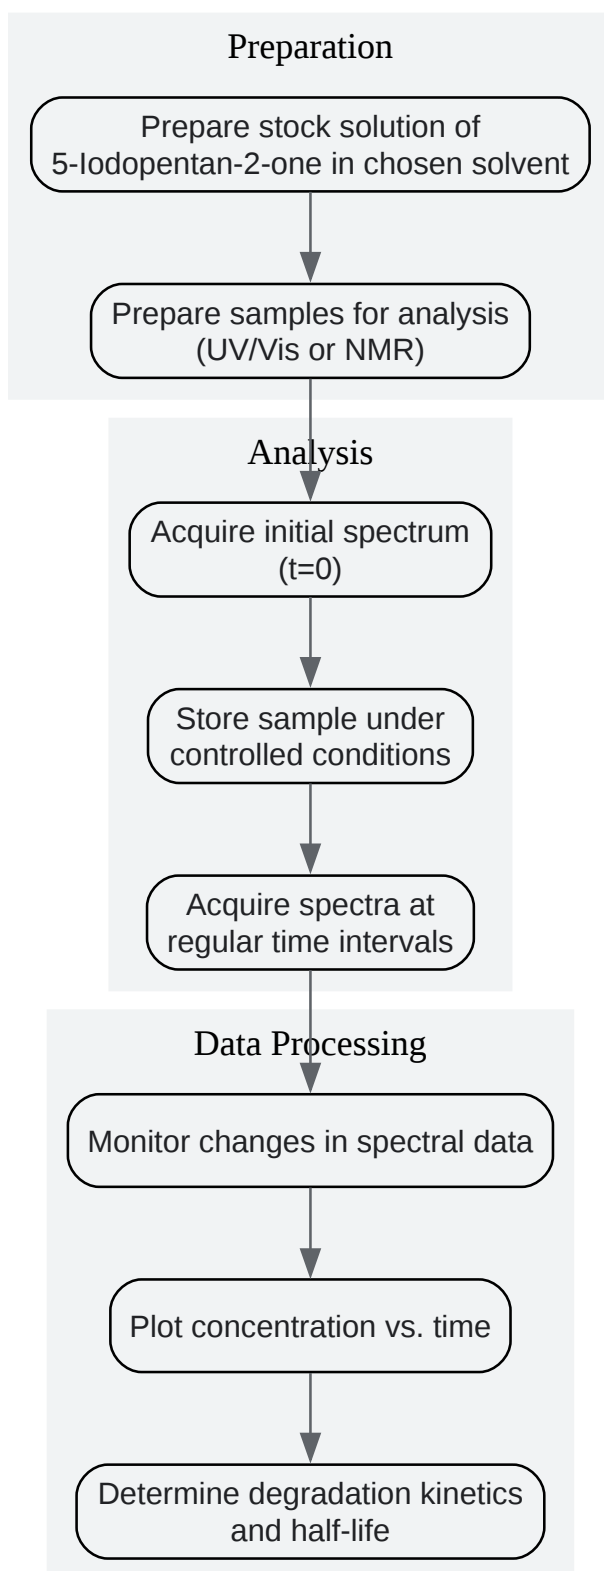 Preparation
Prepare stock solution of
5-Iodopentan-2-one in chosen solvent
Prepare samples for analysis
(UV/Vis or NMR)
Analysis
Acquire initial spectrum
(t=0)
Store sample under
controlled conditions
Acquire spectra at
regular time intervals
Data Processing
Monitor changes in spectral data
Plot concentration vs. time
Determine degradation kinetics
and half-life